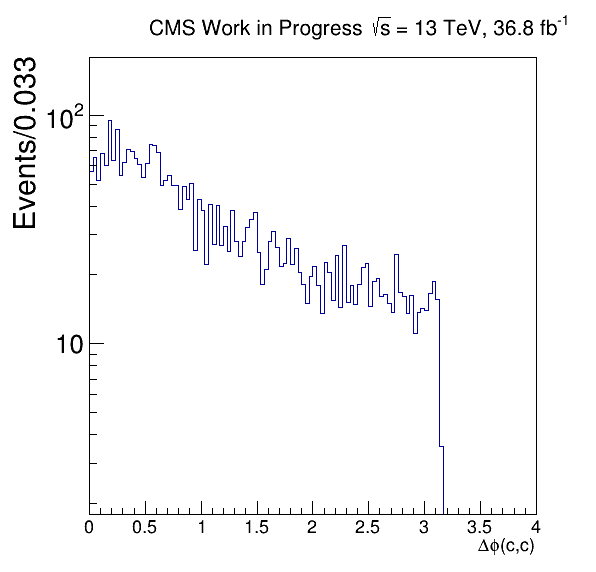 CMS Work in Progress √s = 13 TeV, 36.8 fb⁻¹
Events/0.033
10²
10
0 0.5 1 1.5 2 2.5 3 3.5 4
Δϕ(c,c)